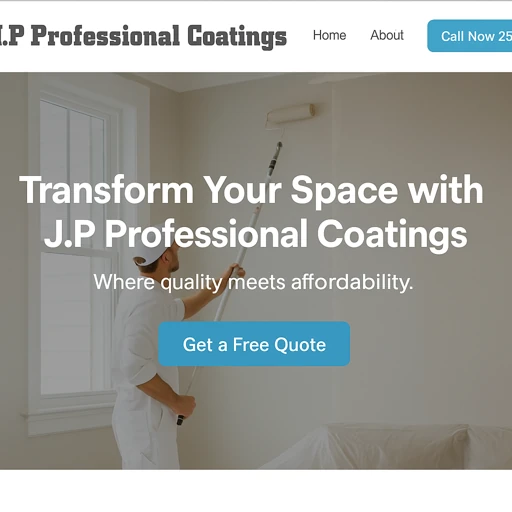 J.P Professional Coatings
Home
About
Call Now 25
Transform Your Space with
J.P Professional Coatings
Where quality meets affordability.
Get a Free Quote